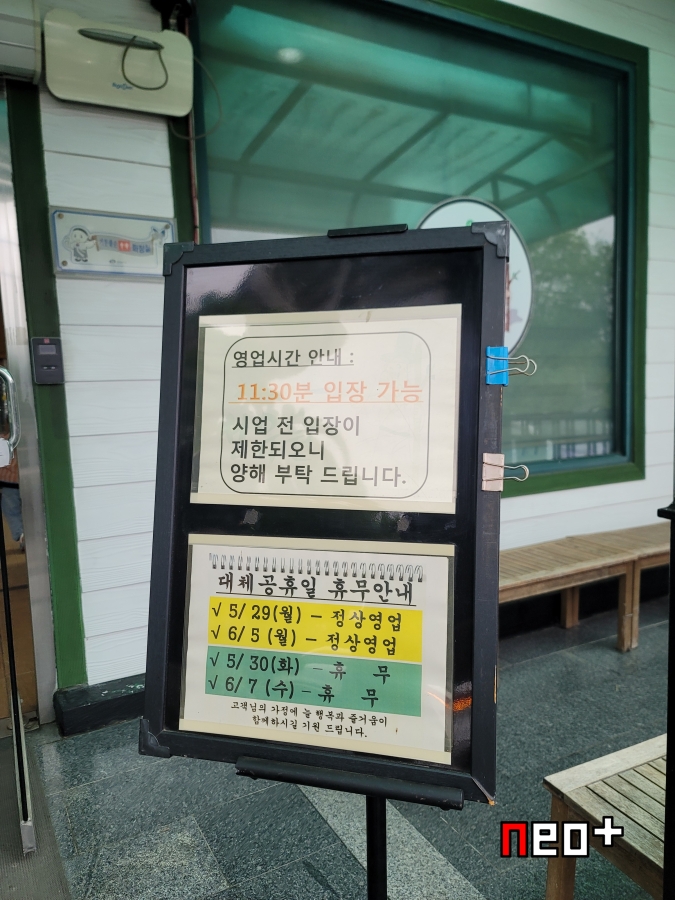 영업시간 안내 :
11:30분 입장 가능
시업 전 입장이
제한되오니
양해 부탁 드립니다.
대체공휴일 휴무안내
√ 5/29(월) - 정상영업
√ 6/5 (월) - 정상영업
√ 5/30(화) - 휴 무
√ 6/7 (수) - 휴 무
고객님의 가정에 늘 행복과 즐거움이
함께하시길 기원 드립니다.
neo+